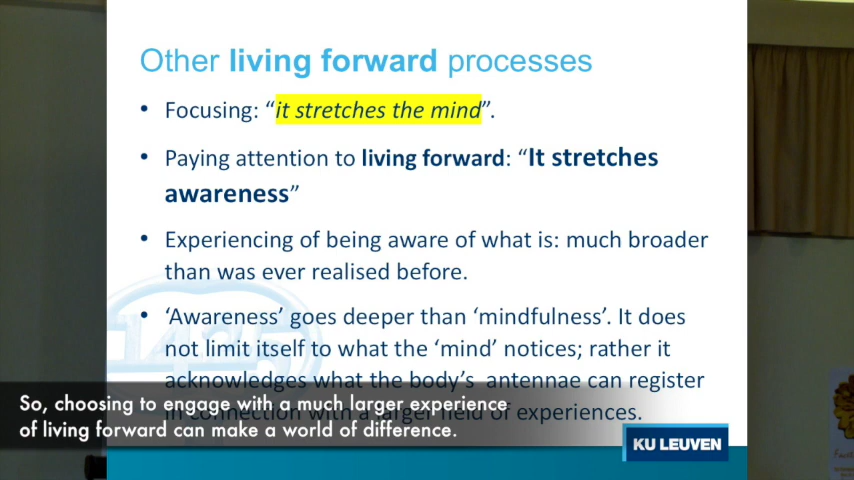 Other living forward processes
• Focusing: “it stretches the mind”.
• Paying attention to living forward: “It stretches
awareness”
• Experiencing of being aware of what is: much broader
than was ever realised before.
• ‘Awareness’ goes deeper than ‘mindfulness’. It does
not limit itself to what the ‘mind’ notices; rather it
acknowledges what the body’s antennae can register
in connection with a larger field of experiences.
So, choosing to engage with a much larger experience
of living forward can make a world of difference.
KU LEUVEN
1425